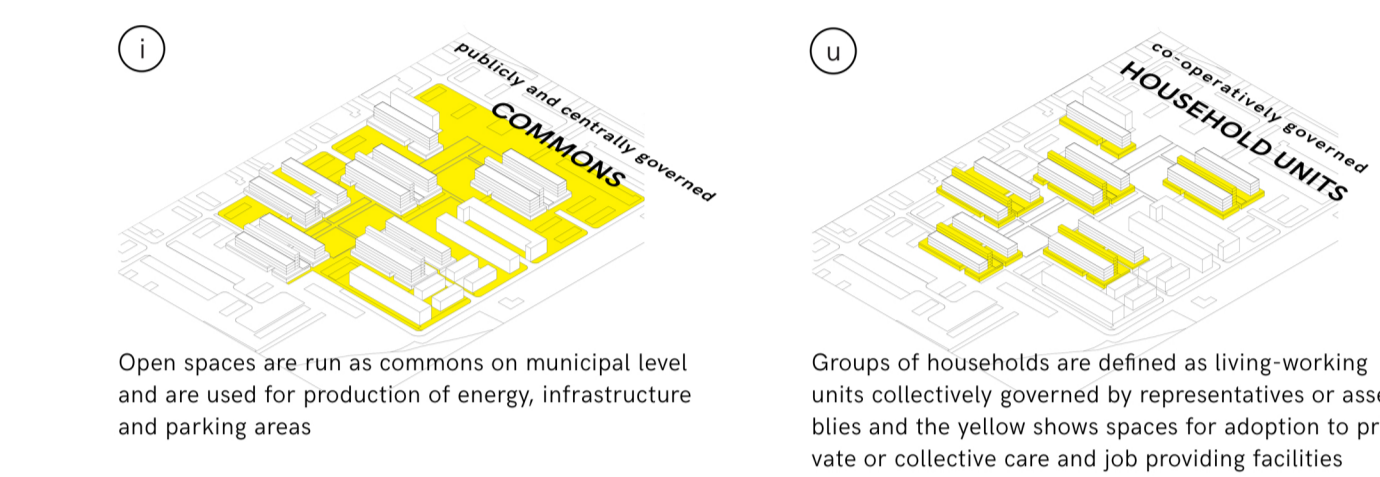 i
publicly and centrally governed
COMMONS
Open spaces are run as commons on municipal level
and are used for production of energy, infrastructure
and parking areas
u
co-operatively governed
HOUSEHOLD UNITS
Groups of households are defined as living-working
units collectively governed by representatives or
blies and the yellow shows spaces for adoption to
vate or collective care and job providing facilities